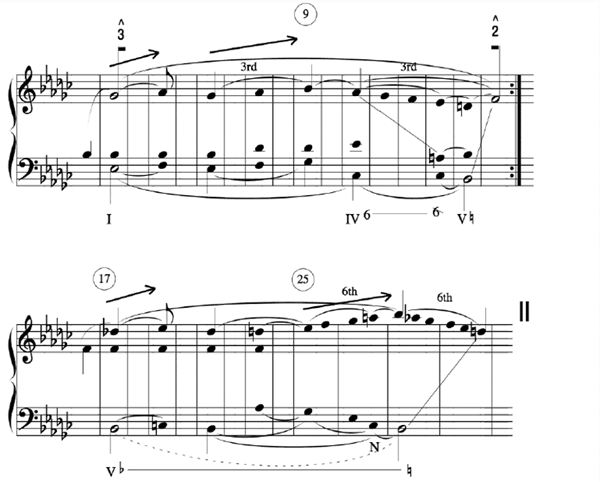 9
^3 ^2
3rd 3rd
I IV 6 6 V♮
17 25
6th 6th
N
V♭ ♮